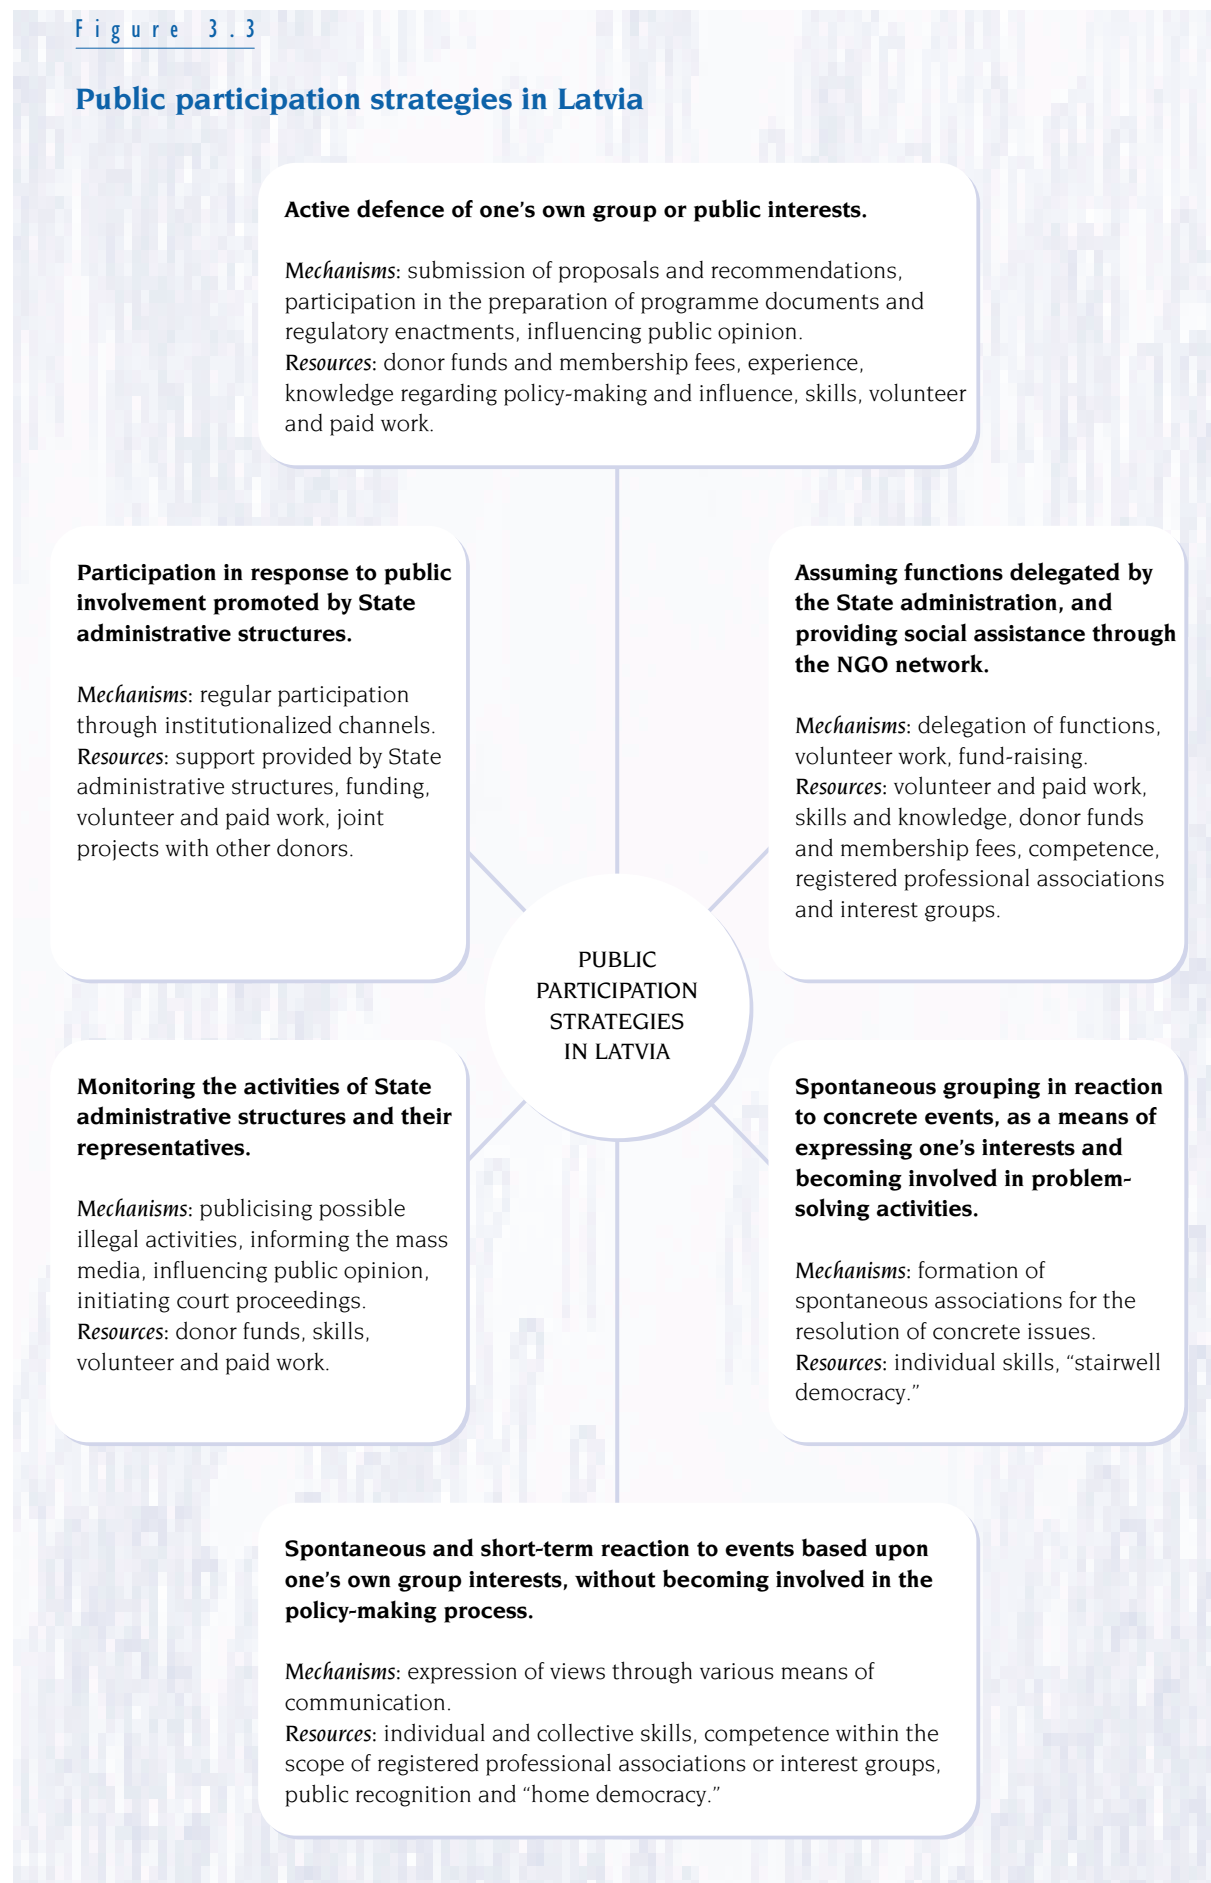 Figure 3.3
Public participation strategies in Latvia
Active defence of one's own group or public interests.
Mechanisms: submission of proposals and recommendations,
participation in the preparation of programme documents and
regulatory enactments, influencing public opinion.
Resources: donor funds and membership fees, experience,
knowledge regarding policy-making and influence, skills, volunteer
and paid work.
Participation in response to public
involvement promoted by State
administrative structures.
Mechanisms: regular participation
through institutionalized channels.
Resources: support provided by State
administrative structures, funding,
volunteer and paid work, joint
projects with other donors.
Assuming functions delegated by
the State administration, and
providing social assistance through
the NGO network.
Mechanisms: delegation of functions,
volunteer work, fund-raising.
Resources: volunteer and paid work,
skills and knowledge, donor funds
and membership fees, competence,
registered professional associations
and interest groups.
PUBLIC
PARTICIPATION
STRATEGIES
IN LATVIA
Monitoring the activities of State
administrative structures and their
representatives.
Mechanisms: publicising possible
illegal activities, informing the mass
media, influencing public opinion,
initiating court proceedings.
Resources: donor funds, skills,
volunteer and paid work.
Spontaneous grouping in reaction
to concrete events, as a means of
expressing one's interests and
becoming involved in problem-
solving activities.
Mechanisms: formation of
spontaneous associations for the
resolution of concrete issues.
Resources: individual skills, “stairwell
democracy.”
Spontaneous and short-term reaction to events based upon
one's own group interests, without becoming involved in the
policy-making process.
Mechanisms: expression of views through various means of
communication.
Resources: individual and collective skills, competence within the
scope of registered professional associations or interest groups,
public recognition and “home democracy.”